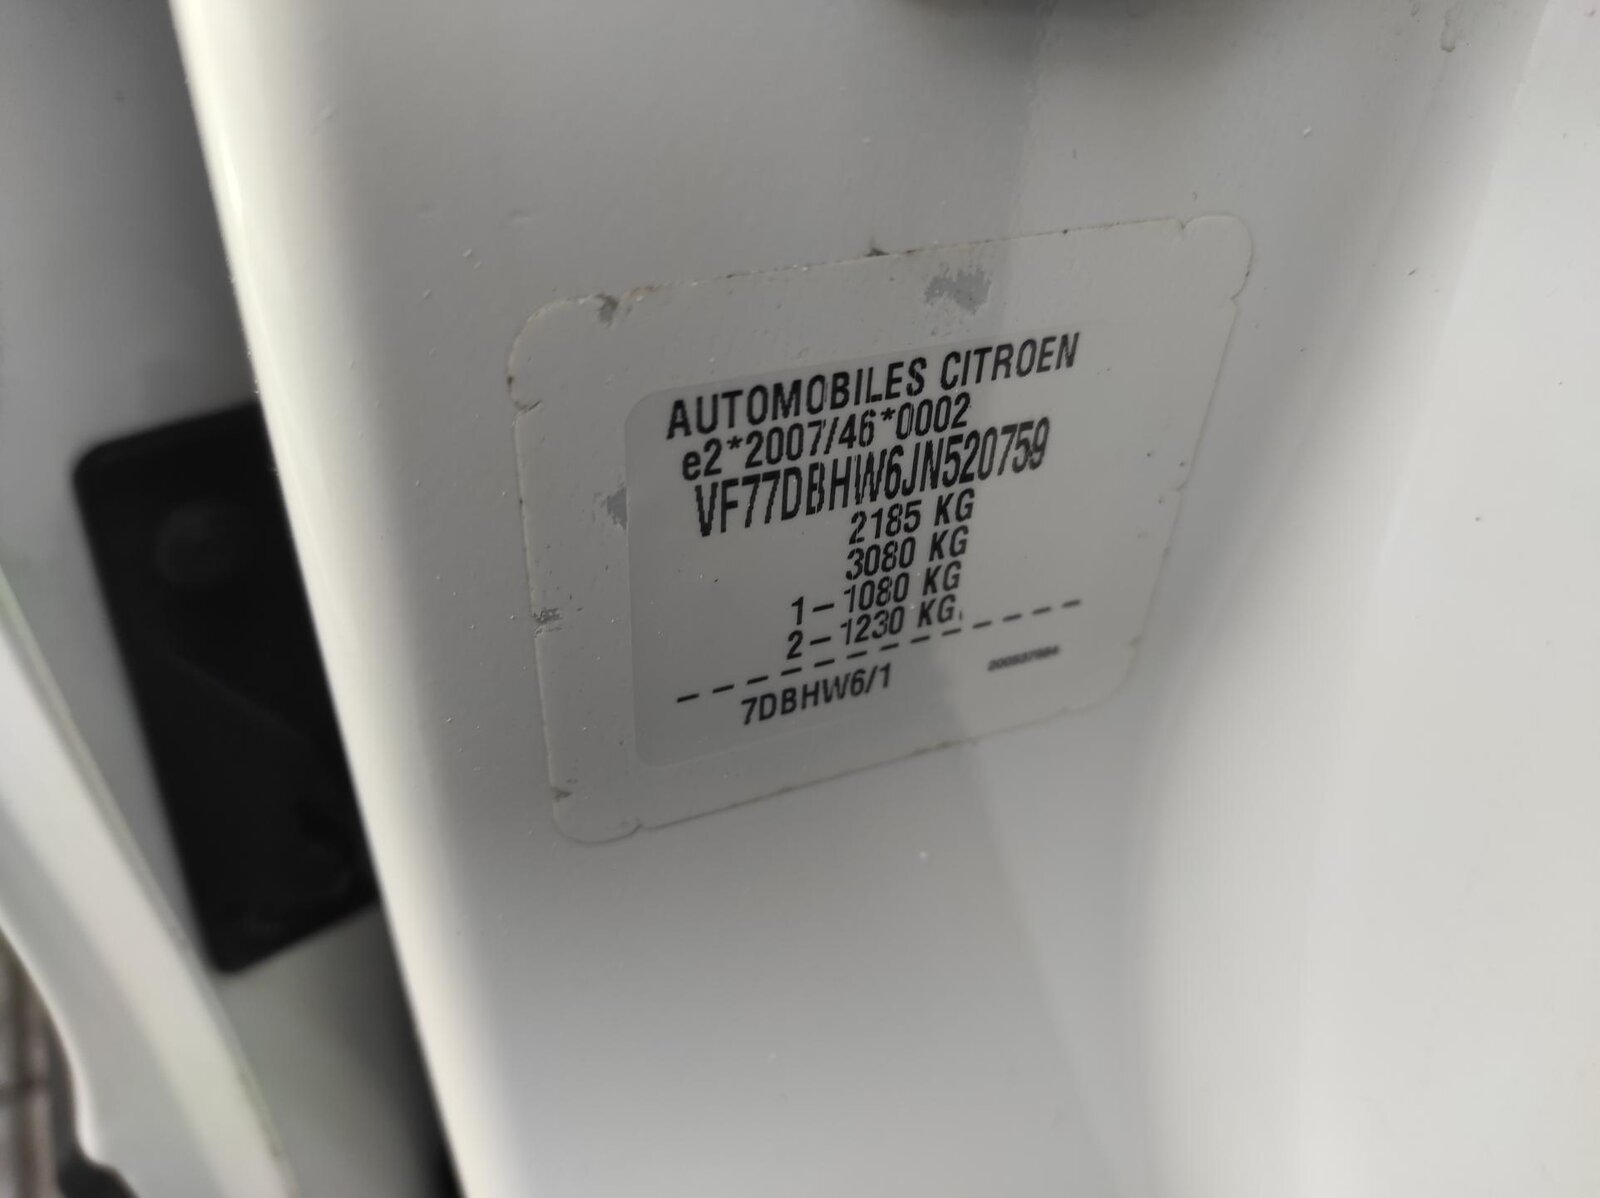 AUTOMOBILES CITROEN
e2*2007/46*0002
VF77DBHW6JN520759
2185 KG
3080 KG
1-1080 KG
2-1230 KG
7DBHW6/1